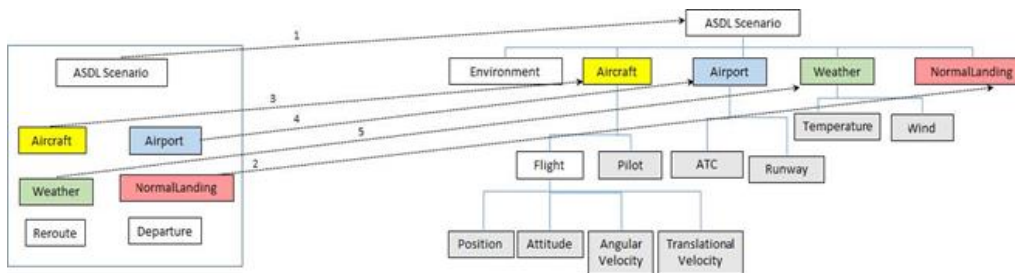 ASDL Scenario
1
ASDL Scenario
Environment
Aircraft
Airport
Weather
NormalLanding
3
4
5
2
Aircraft
Airport
Weather
NormalLanding
Reroute
Departure
Temperature
Wind
Flight
Pilot
ATC
Runway
Position
Attitude
Angular
Velocity
Translational
Velocity